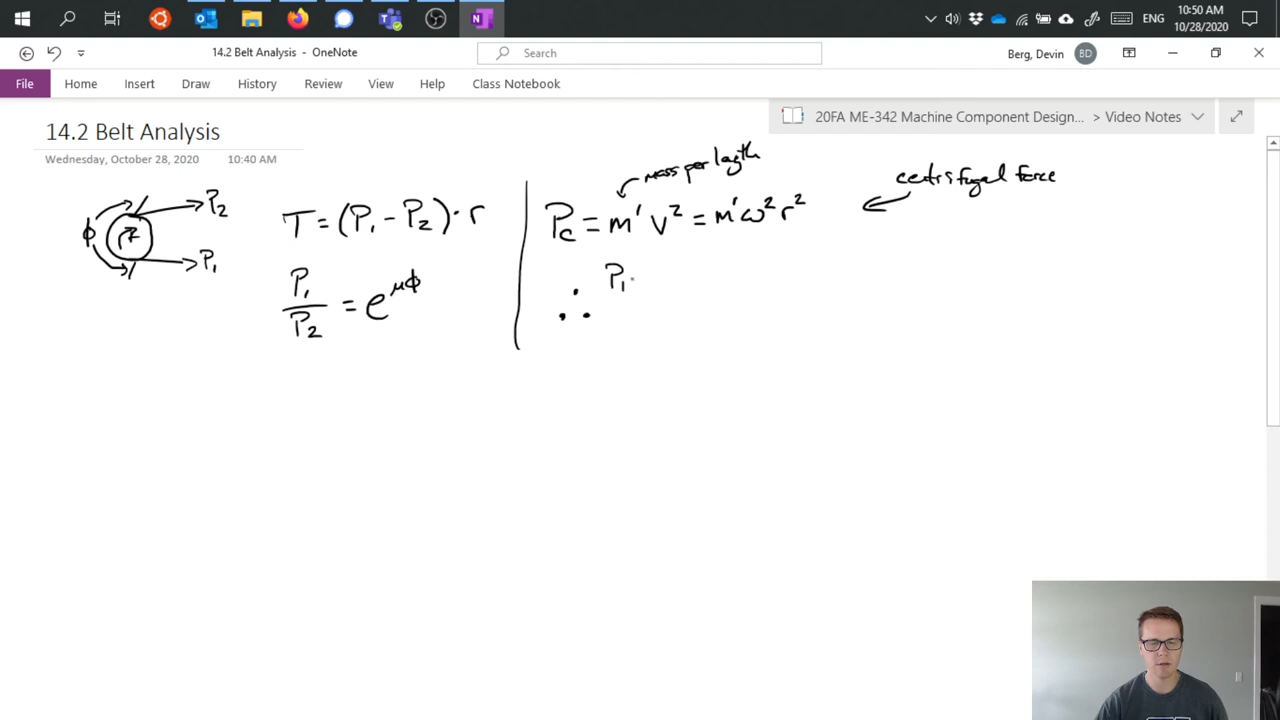 10:50 AM
ENG
10/28/2020
14.2 Belt Analysis - OneNote
Search
Berg, Devin
BD
File Home Insert Draw History Review View Help Class Notebook
20FA ME-342 Machine Component Design... > Video Notes
14.2 Belt Analysis
Wednesday, October 28, 2020 10:40 AM
mass per length
centrifugal force
ϕ P₂ P₁
T = (P₁ - P₂) · r
P₁/P₂ = e^μϕ
P_c = m' V² = m' ω² r²
∴ P₁